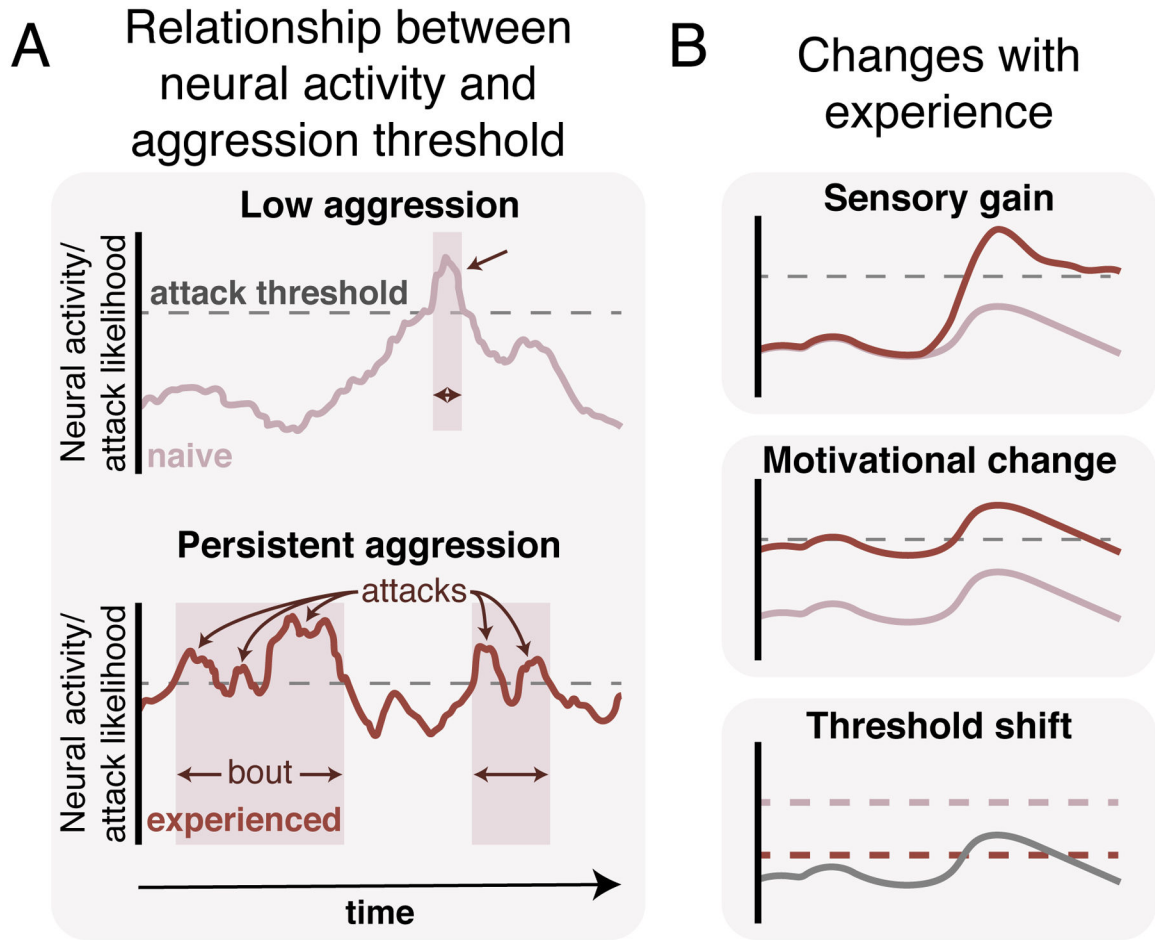 A
Relationship between
neural activity and
aggression threshold
Low aggression
Neural activity/
attack likelihood
attack threshold
naive
Persistent aggression
Neural activity/
attack likelihood
attacks
bout
experienced
time
B
Changes with
experience
Sensory gain
Motivational change
Threshold shift